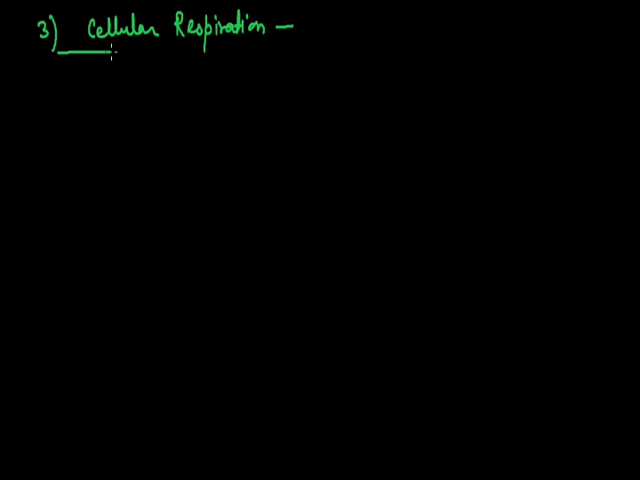 3) Cellular Respiration —